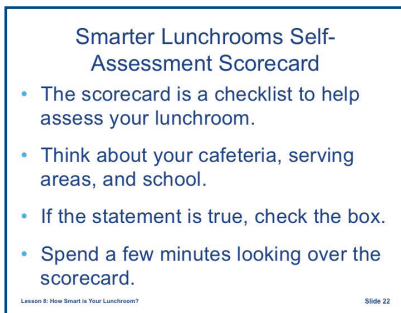 Smarter Lunchrooms Self-
Assessment Scorecard
• The scorecard is a checklist to help
assess your lunchroom.
• Think about your cafeteria, serving
areas, and school.
• If the statement is true, check the box.
• Spend a few minutes looking over the
scorecard.
Lesson 8: How Smart is Your Lunchroom? Slide 22